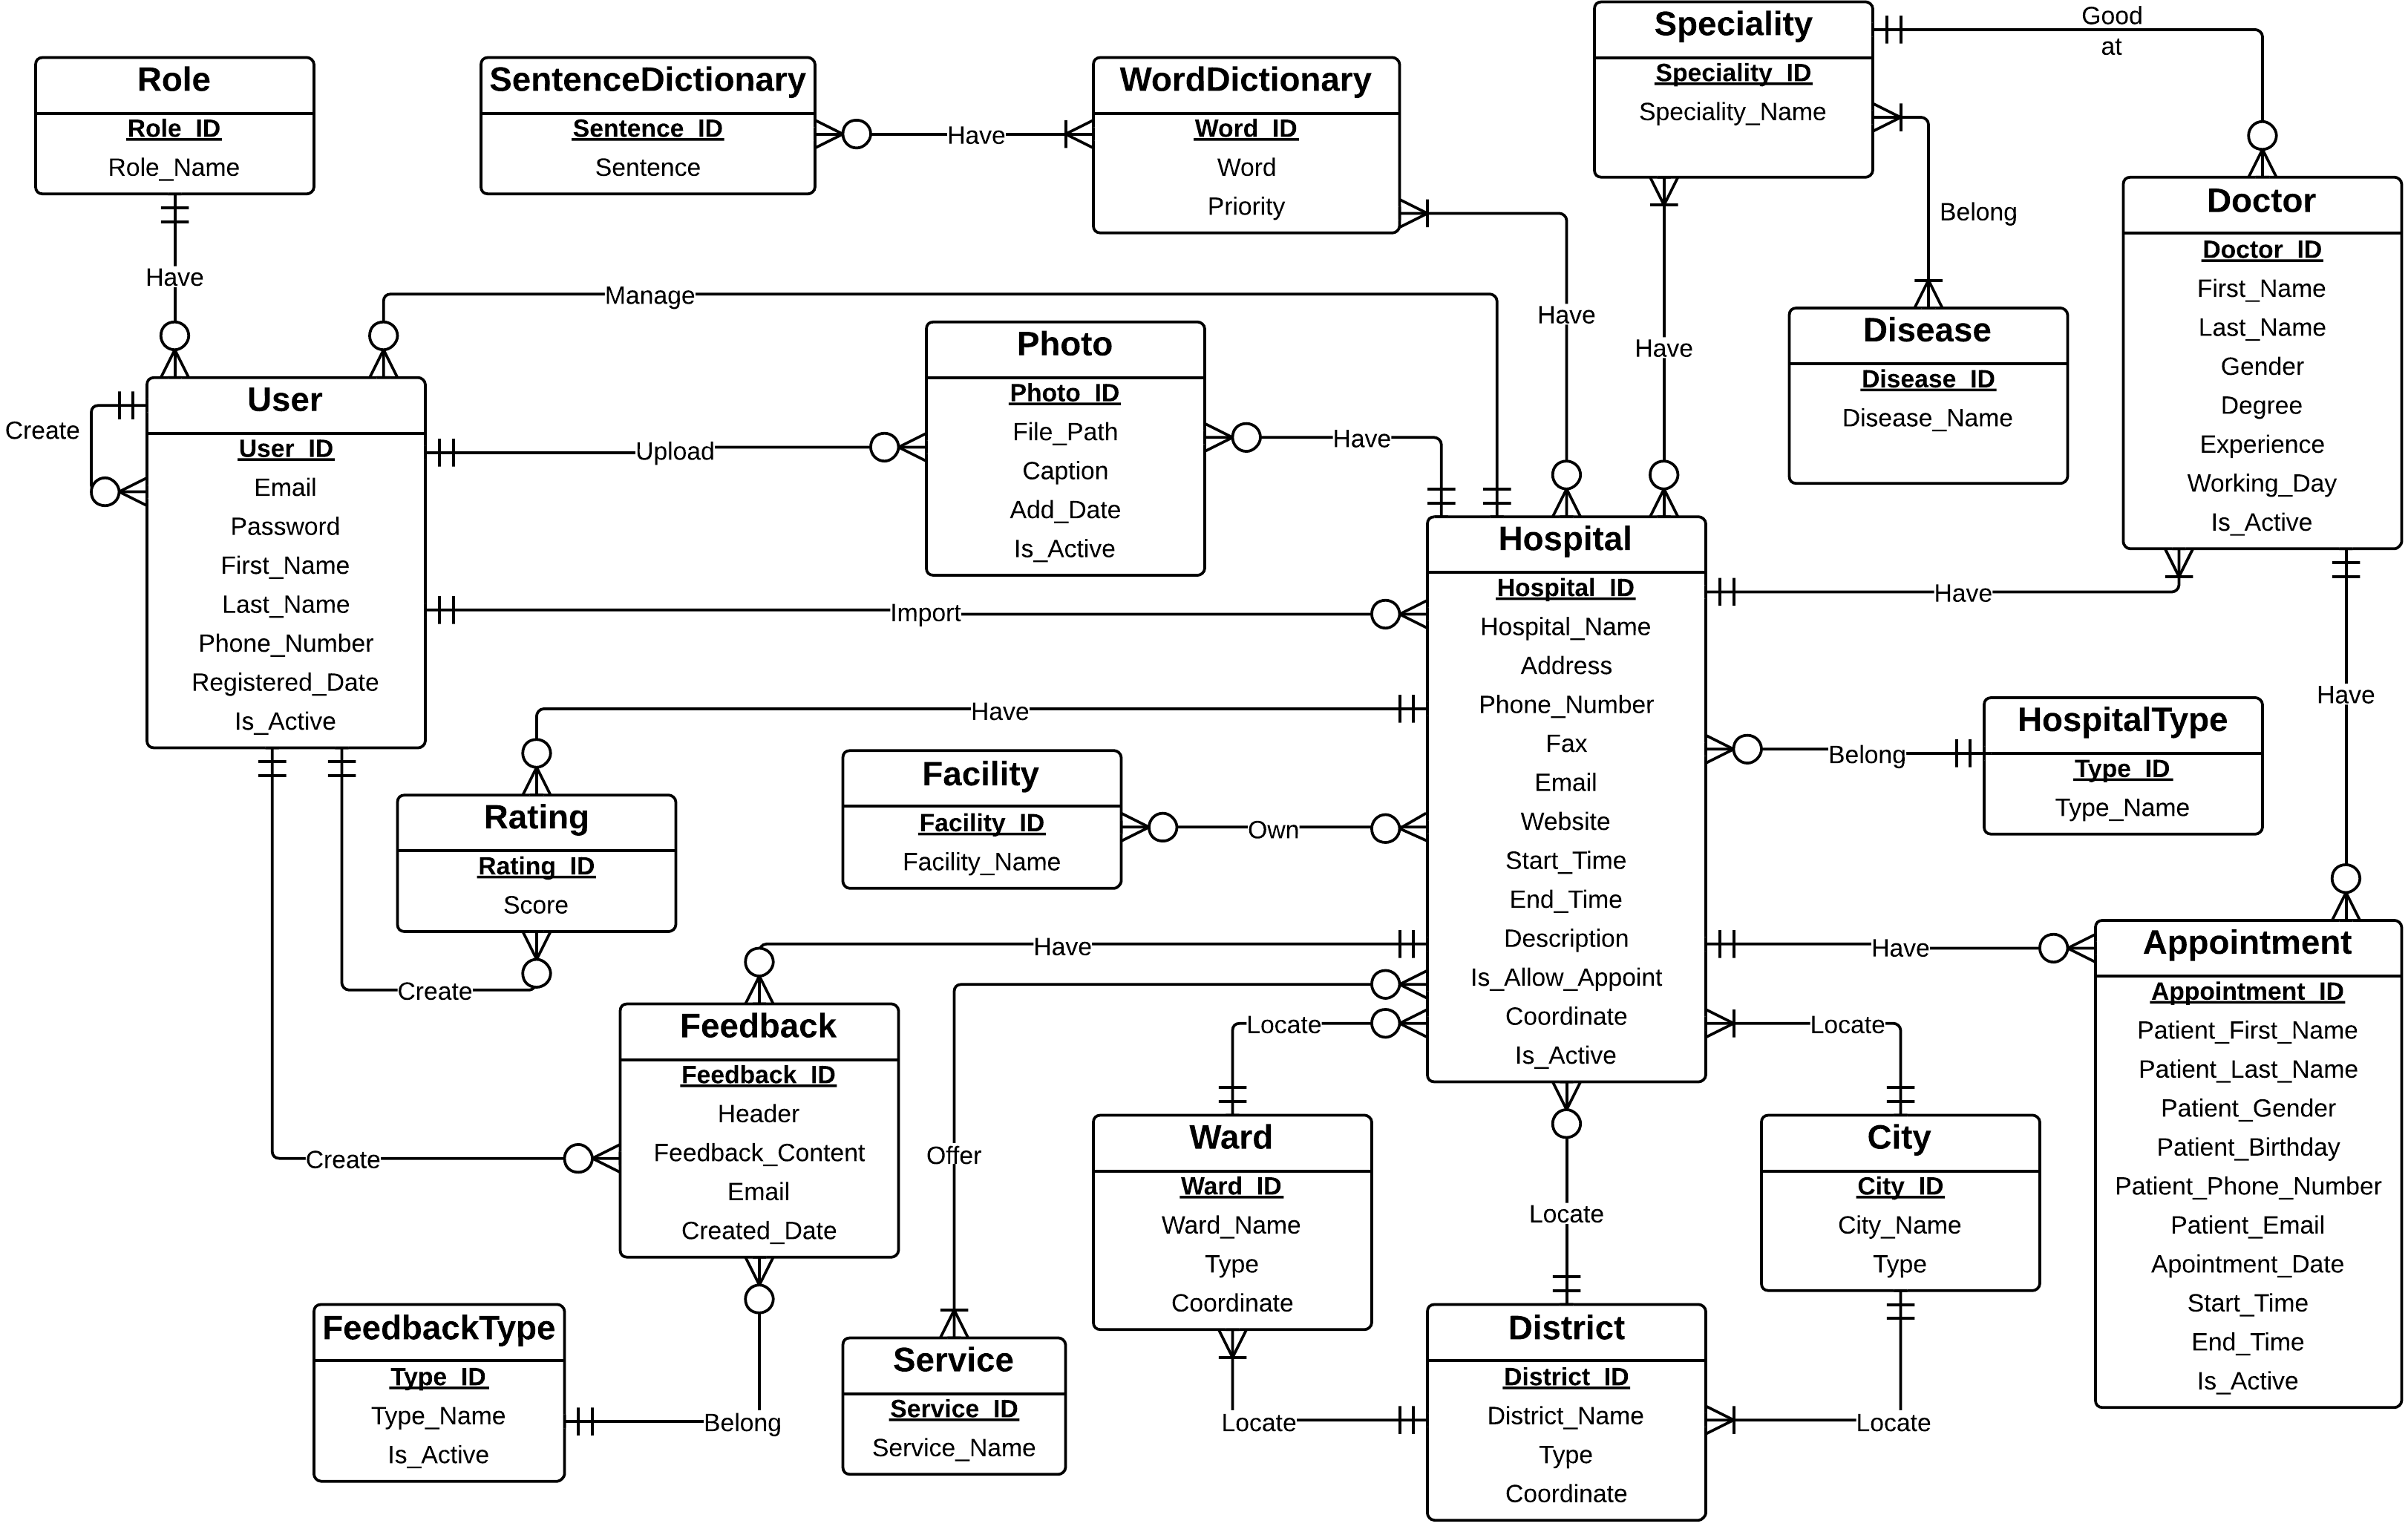 Role
Role_ID
Role_Name
Have
SentenceDictionary
Sentence_ID
Sentence
Have
WordDictionary
Word_ID
Word
Priority
Have
Speciality
Speciality_ID
Speciality_Name
Good
at
Belong
Have
Disease
Disease_ID
Disease_Name
Doctor
Doctor_ID
First_Name
Last_Name
Gender
Degree
Experience
Working_Day
Is_Active
Manage
Create
User
User_ID
Email
Password
First_Name
Last_Name
Phone_Number
Registered_Date
Is_Active
Upload
Photo
Photo_ID
File_Path
Caption
Add_Date
Is_Active
Have
Import
Hospital
Hospital_ID
Hospital_Name
Address
Phone_Number
Fax
Email
Website
Start_Time
End_Time
Description
Is_Allow_Appoint
Coordinate
Is_Active
Have
Have
HospitalType
Type_ID
Type_Name
Belong
Have
Rating
Rating_ID
Score
Create
Facility
Facility_ID
Facility_Name
Own
Have
Have
Appointment
Appointment_ID
Patient_First_Name
Patient_Last_Name
Patient_Gender
Patient_Birthday
Patient_Phone_Number
Patient_Email
Apointment_Date
Start_Time
End_Time
Is_Active
Feedback
Feedback_ID
Header
Feedback_Content
Email
Created_Date
Create
Offer
Locate
Locate
Locate
Ward
Ward_ID
Ward_Name
Type
Coordinate
City
City_ID
City_Name
Type
FeedbackType
Type_ID
Type_Name
Is_Active
Belong
Service
Service_ID
Service_Name
Locate
District
District_ID
District_Name
Type
Coordinate
Locate